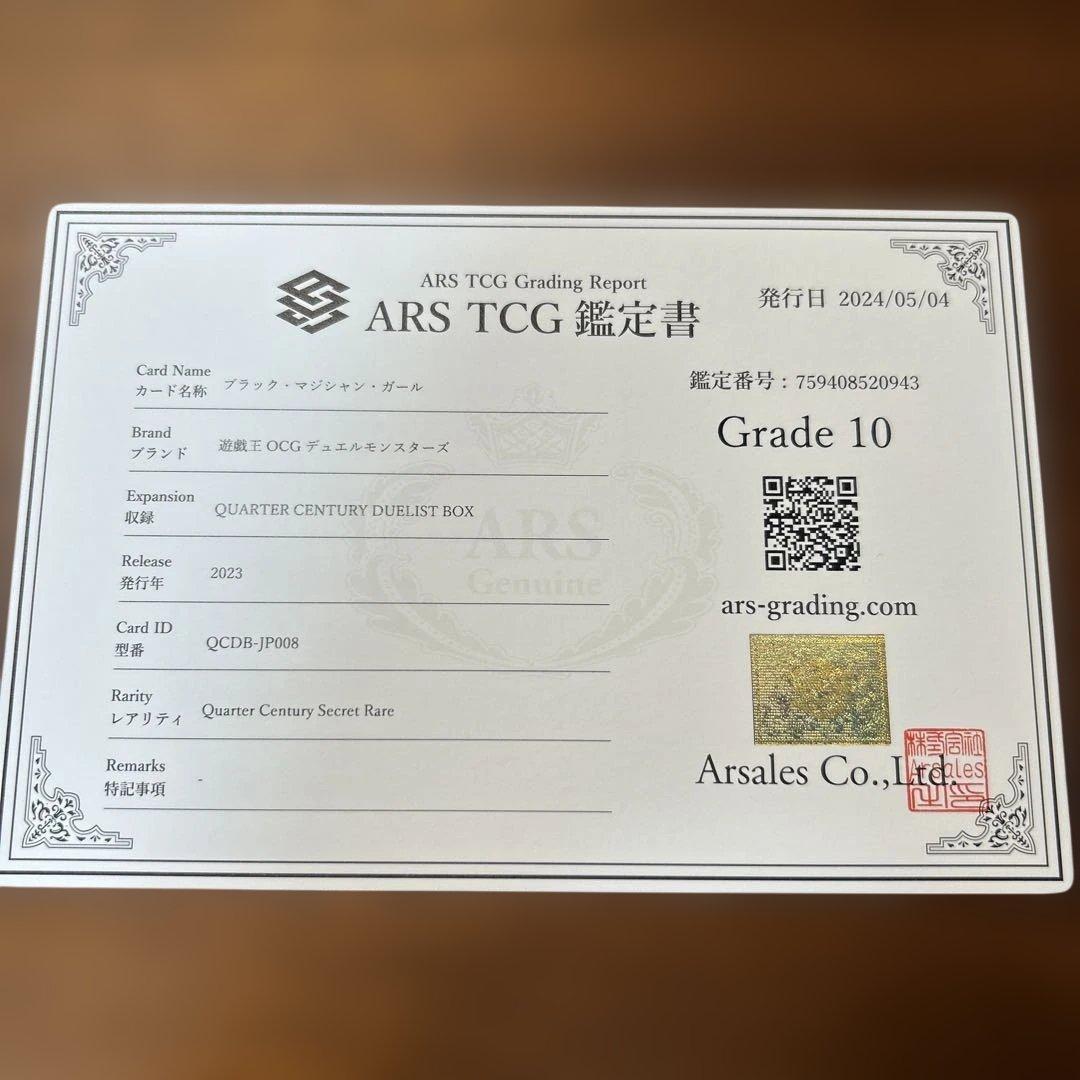 ARS TCG Grading Report
ARS TCG 鑑定書
発行日 2024/05/04
Card Name
カード名称 ブラック・マジシャン・ガール
鑑定番号：759408520943
Grade 10
Brand
ブランド 遊戯王 OCG デュエルモンスターズ
Expansion
収録 QUARTER CENTURY DUELIST BOX
ARS
Genuine
Release
発行年 2023
ars-grading.com
Card ID
型番 QCDB-JP008
Rarity
レアリティ Quarter Century Secret Rare
Remarks
特記事項 -
Arsales Co.,Ltd.
株式会社
Arsales